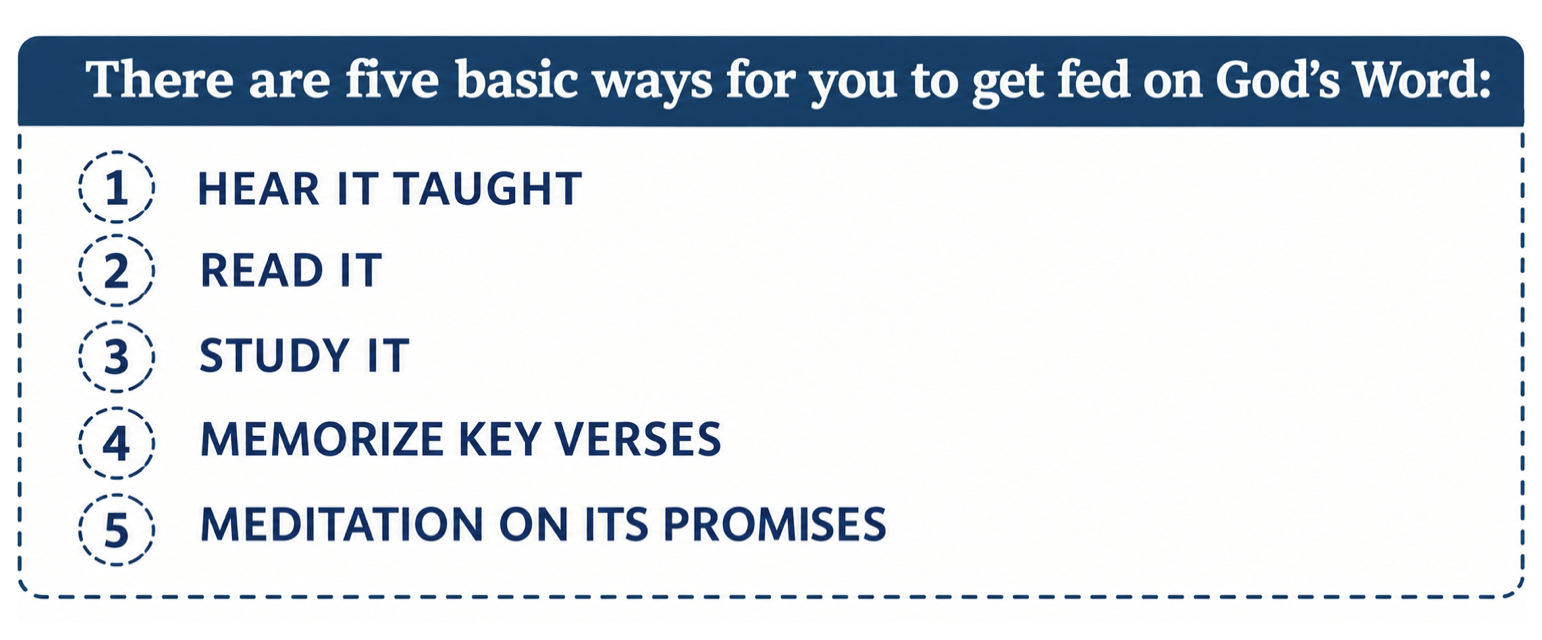 There are five basic ways for you to get fed on God’s Word:
1 HEAR IT TAUGHT
2 READ IT
3 STUDY IT
4 MEMORIZE KEY VERSES
5 MEDITATION ON ITS PROMISES